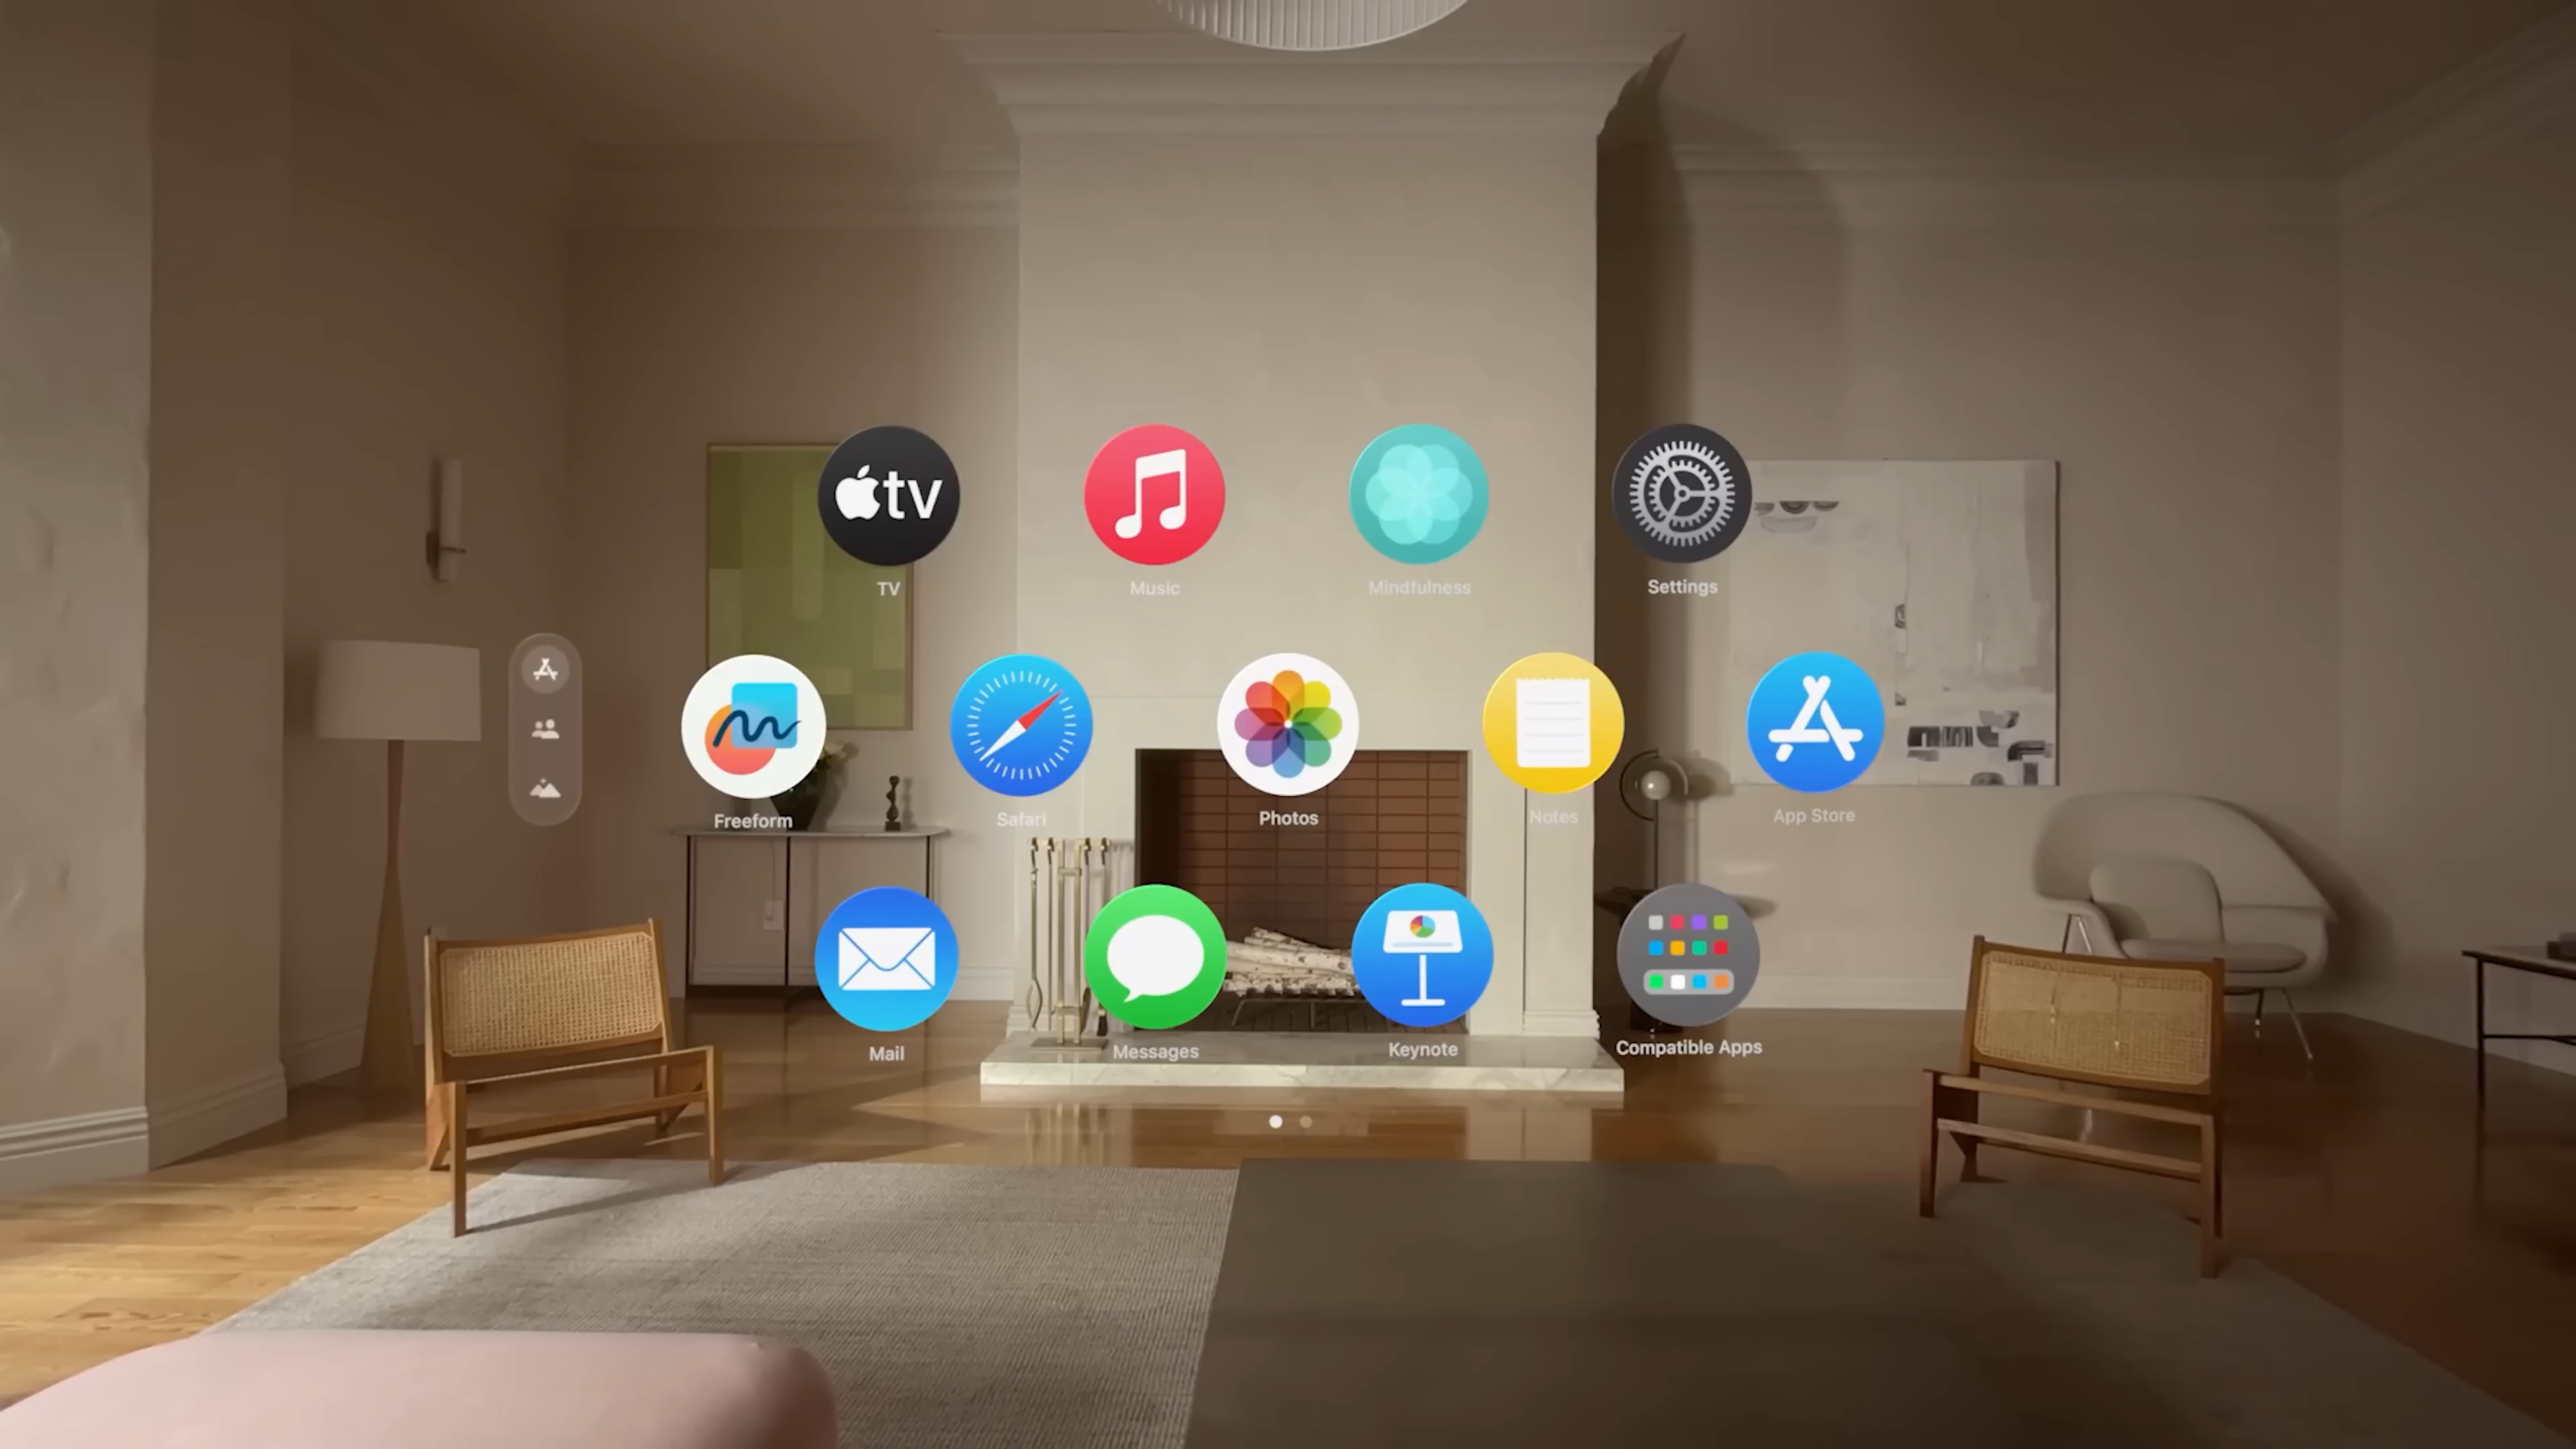 tv
TV
Music
Mindfulness
Settings
Freeform
Safari
Photos
Notes
App Store
Mail
Messages
Keynote
Compatible Apps